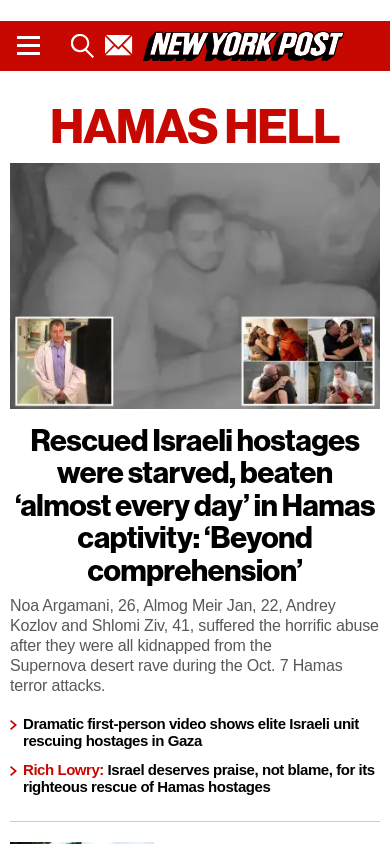 NEW YORK POST
HAMAS HELL
Rescued Israeli hostages
were starved, beaten
‘almost every day’ in Hamas
captivity: ‘Beyond
comprehension’
Noa Argamani, 26, Almog Meir Jan, 22, Andrey
Kozlov and Shlomi Ziv, 41, suffered the horrific abuse
after they were all kidnapped from the
Supernova desert rave during the Oct. 7 Hamas
terror attacks.
Dramatic first-person video shows elite Israeli unit
rescuing hostages in Gaza
Rich Lowry: Israel deserves praise, not blame, for its
righteous rescue of Hamas hostages